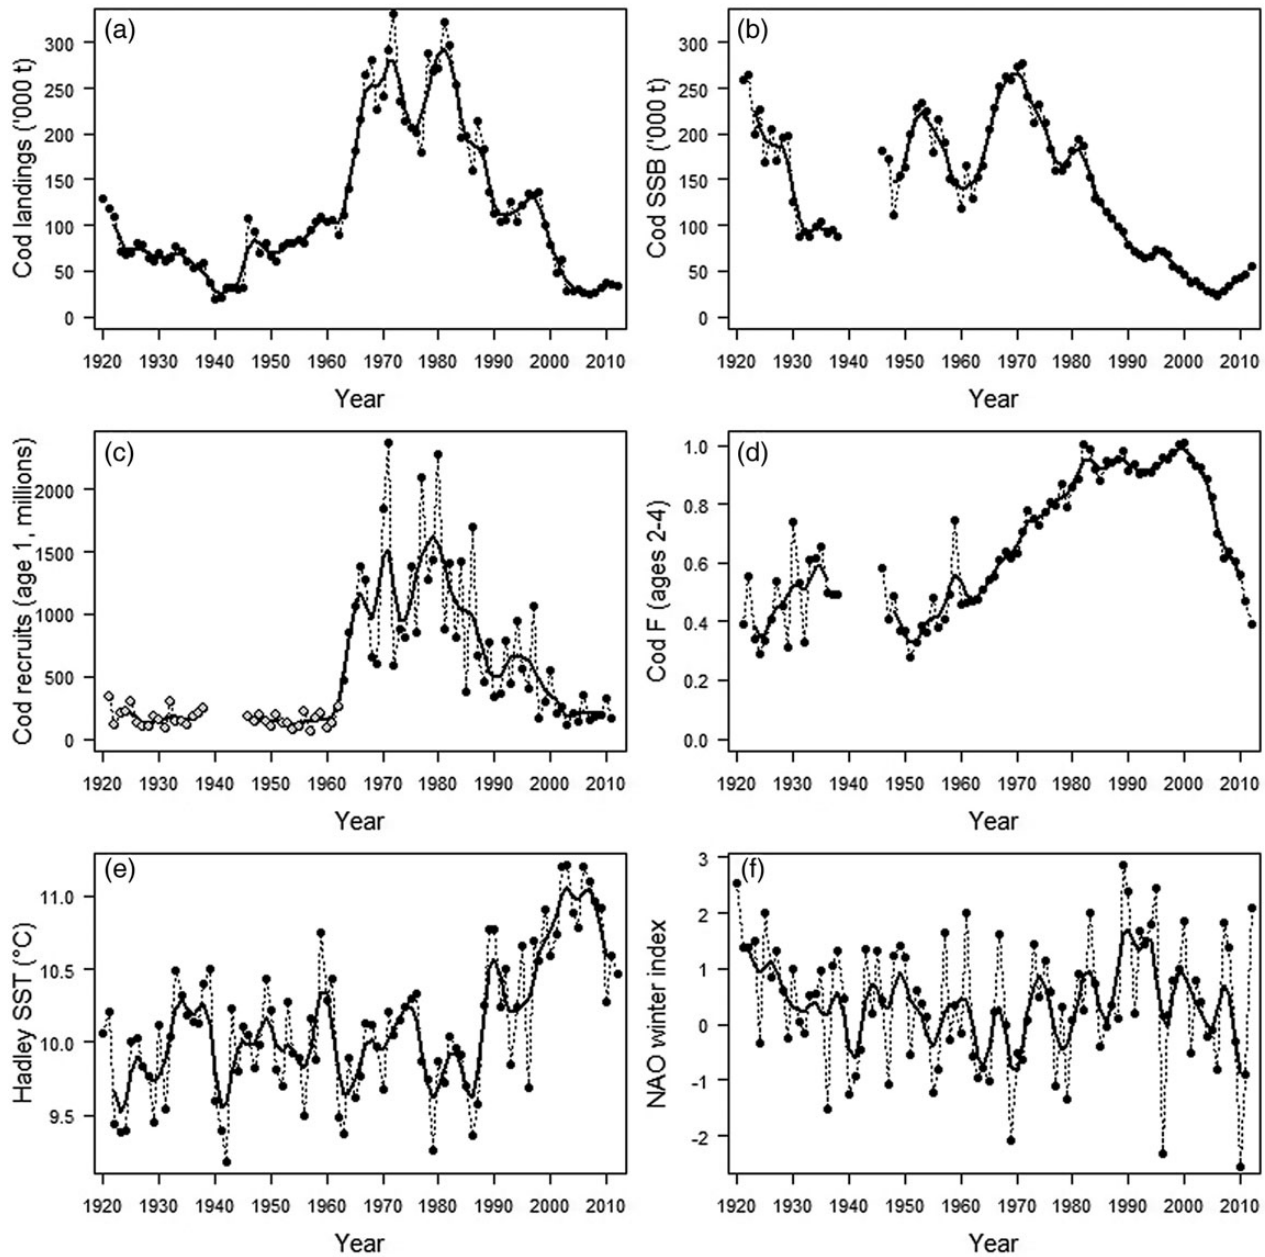 (a)
Cod landings ('000 t)
300
250
200
150
100
50
0
1920 1930 1940 1950 1960 1970 1980 1990 2000 2010
Year
(b)
Cod SSB ('000 t)
300
250
200
150
100
50
0
1920 1930 1940 1950 1960 1970 1980 1990 2000 2010
Year
(c)
Cod recruits (age 1, millions)
2000
1500
1000
500
0
1920 1930 1940 1950 1960 1970 1980 1990 2000 2010
Year
(d)
Cod F (ages 2-4)
1.0
0.8
0.6
0.4
0.2
0.0
1920 1930 1940 1950 1960 1970 1980 1990 2000 2010
Year
(e)
Hadley SST (°C)
11.0
10.5
10.0
9.5
1920 1930 1940 1950 1960 1970 1980 1990 2000 2010
Year
(f)
NAO winter index
3
2
1
0
-1
-2
1920 1930 1940 1950 1960 1970 1980 1990 2000 2010
Year